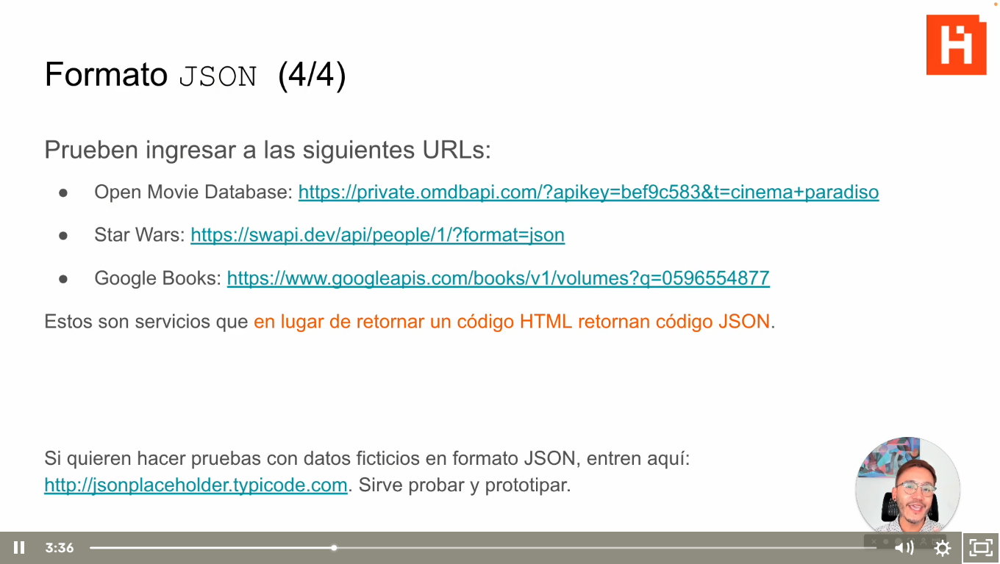 Formato JSON (4/4)
Prueben ingresar a las siguientes URLs:
● Open Movie Database: https://private.omdbapi.com/?apikey=bef9c583&t=cinema+paradiso
● Star Wars: https://swapi.dev/api/people/1/?format=json
● Google Books: https://www.googleapis.com/books/v1/volumes?q=0596554877
Estos son servicios que en lugar de retornar un código HTML retornan código JSON.
Si quieren hacer pruebas con datos ficticios en formato JSON, entren aquí:
http://jsonplaceholder.typicode.com. Sirve probar y prototipar.
3:36